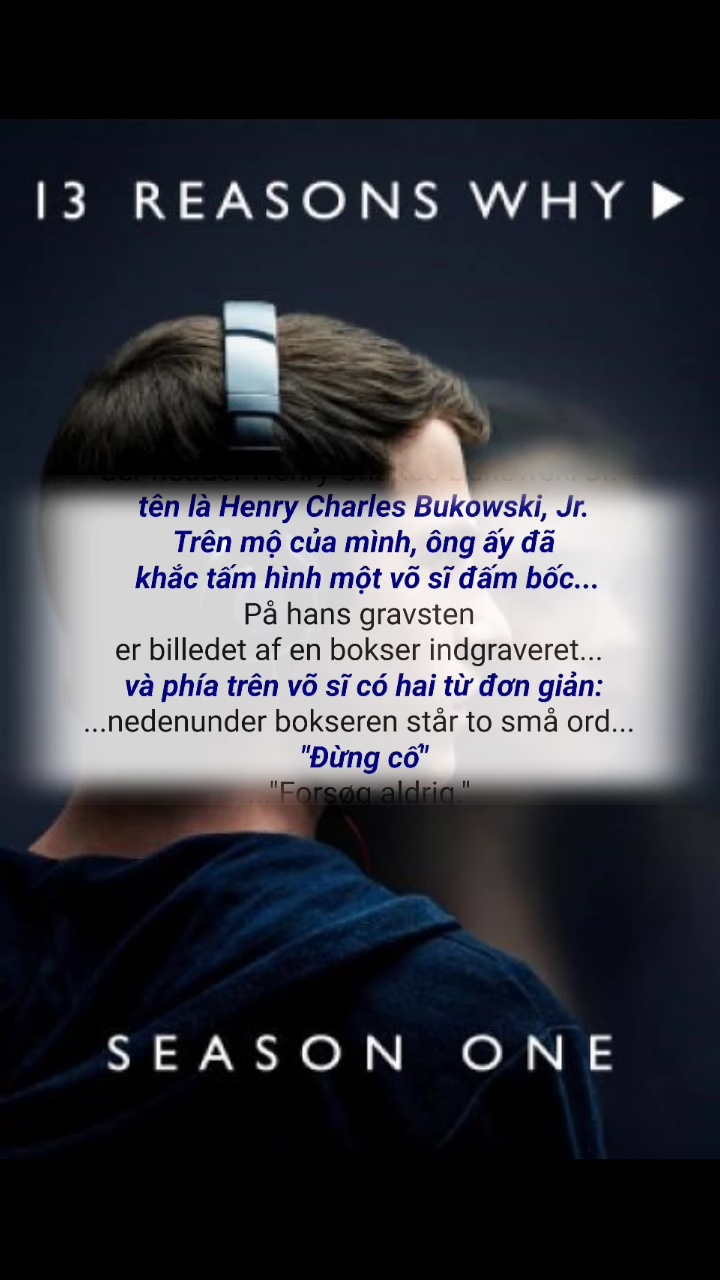 13 REASONS WHY
tên là Henry Charles Bukowski, Jr.
Trên mộ của mình, ông ấy đã
khắc tấm hình một võ sĩ đấm bốc...
På hans gravsten
er billedet af en bokser indgraveret...
và phía trên võ sĩ có hai từ đơn giản:
...nedenunder bokseren står to små ord...
"Đừng cố"
..."Forsøg aldrig."
SEASON ONE